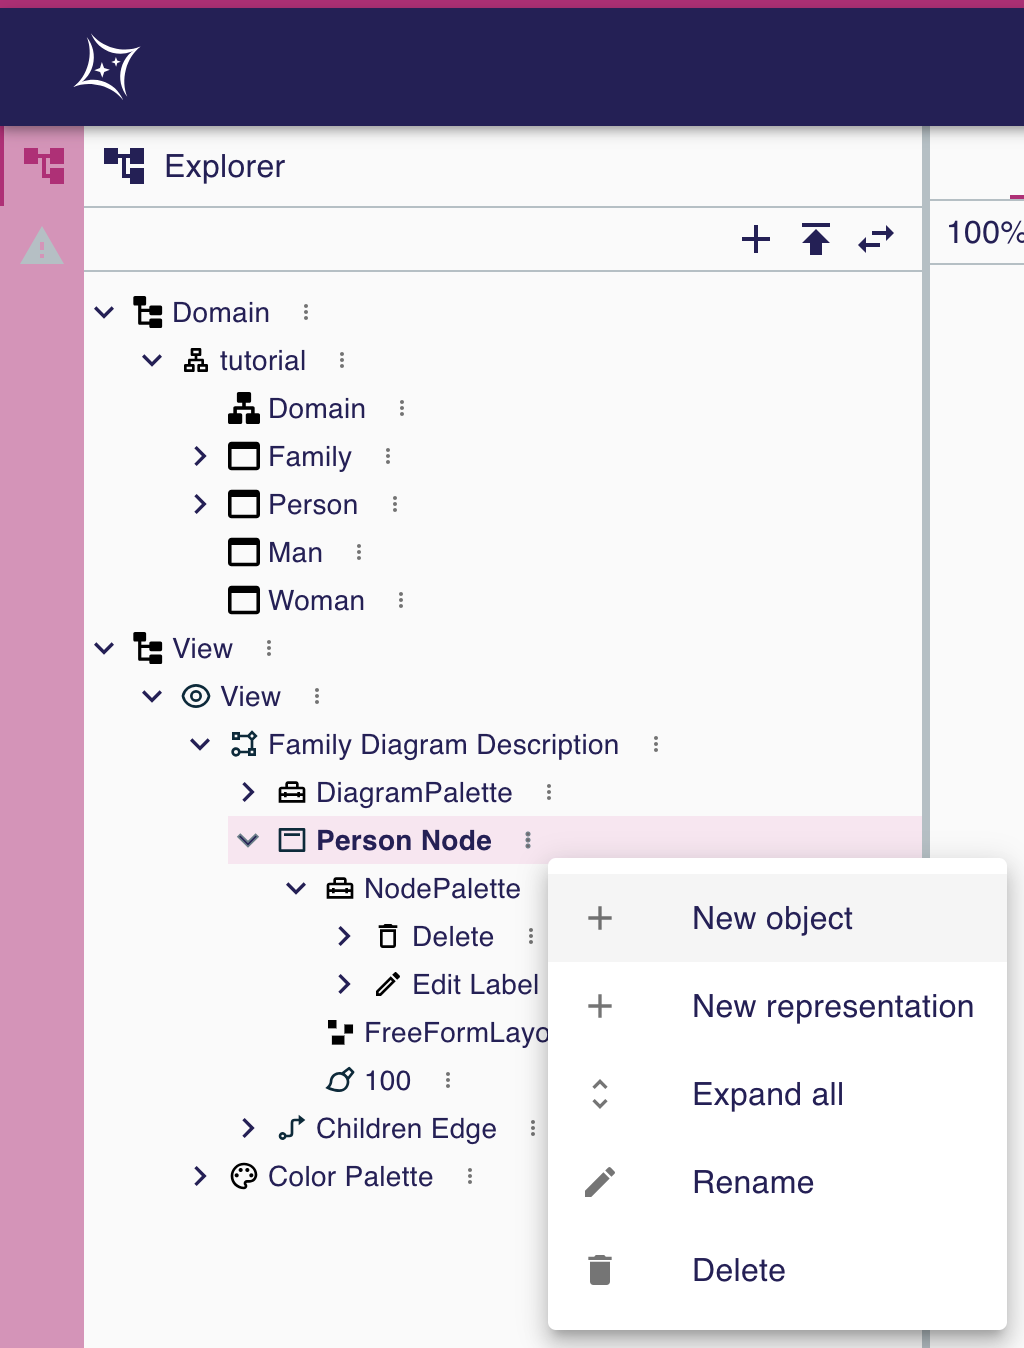 Explorer
100%
Domain
tutorial
Domain
Family
Person
Man
Woman
View
View
Family Diagram Description
DiagramPalette
Person Node
NodePalette
Delete
Edit Label
FreeFormLayo
100
Children Edge
Color Palette
New object
New representation
Expand all
Rename
Delete